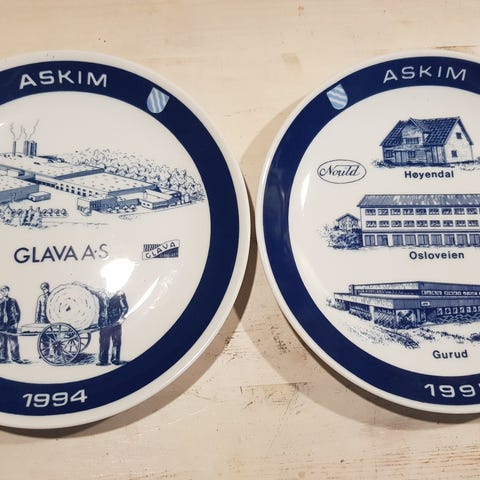 ASKIM
GLAVA A·S
GLAVA
1994
ASKIM
Norild
Høyendal
Osloveien
Gurud